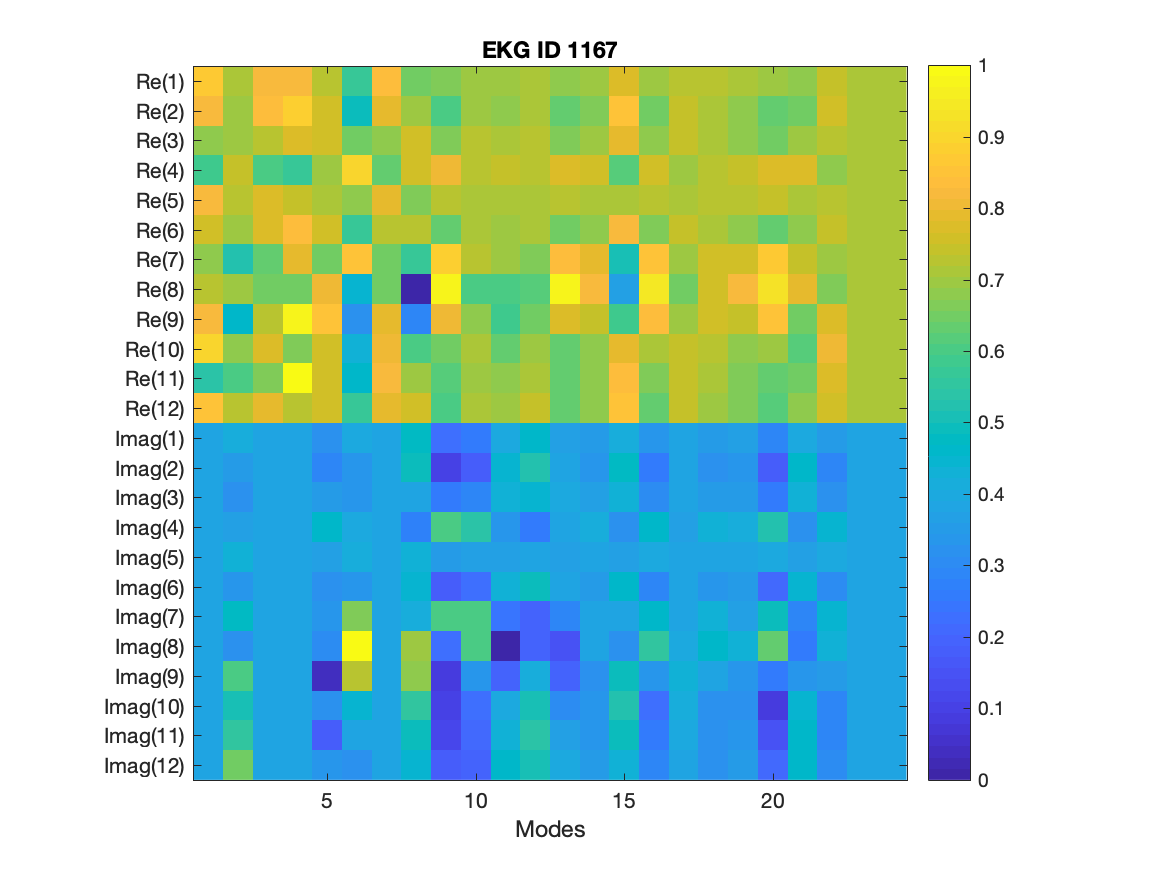 EKG ID 1167
Re(1)
Re(2)
Re(3)
Re(4)
Re(5)
Re(6)
Re(7)
Re(8)
Re(9)
Re(10)
Re(11)
Re(12)
Imag(1)
Imag(2)
Imag(3)
Imag(4)
Imag(5)
Imag(6)
Imag(7)
Imag(8)
Imag(9)
Imag(10)
Imag(11)
Imag(12)
5 10 15 20
Modes
1
0.9
0.8
0.7
0.6
0.5
0.4
0.3
0.2
0.1
0